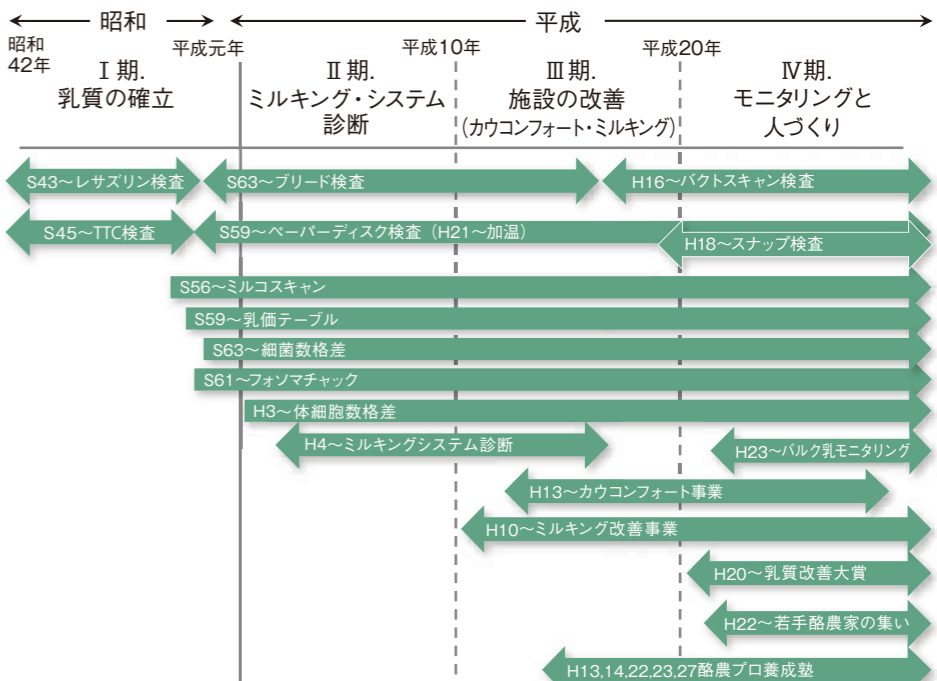 昭和
平成
昭和
42年
平成元年
平成10年
平成20年
Ⅰ期.
乳質の確立
Ⅱ期.
ミルキング・システム
診断
Ⅲ期.
施設の改善
(カウコンフォート・ミルキング)
Ⅳ期.
モニタリングと
人づくり
S43～レサズリン検査
S63～ブリード検査
H16～バクトスキャン検査
S45～TTC検査
S59～ペーパーディスク検査（H21～加温）
H18～スナップ検査
S56～ミルコスキャン
S59～乳価テーブル
S63～細菌数格差
S61～フォソマチャック
H3～体細胞数格差
H4～ミルキングシステム診断
H23～バルク乳モニタリング
H13～カウコンフォート事業
H10～ミルキング改善事業
H20～乳質改善大賞
H22～若手酪農家の集い
H13,14,22,23,27酪農プロ養成塾